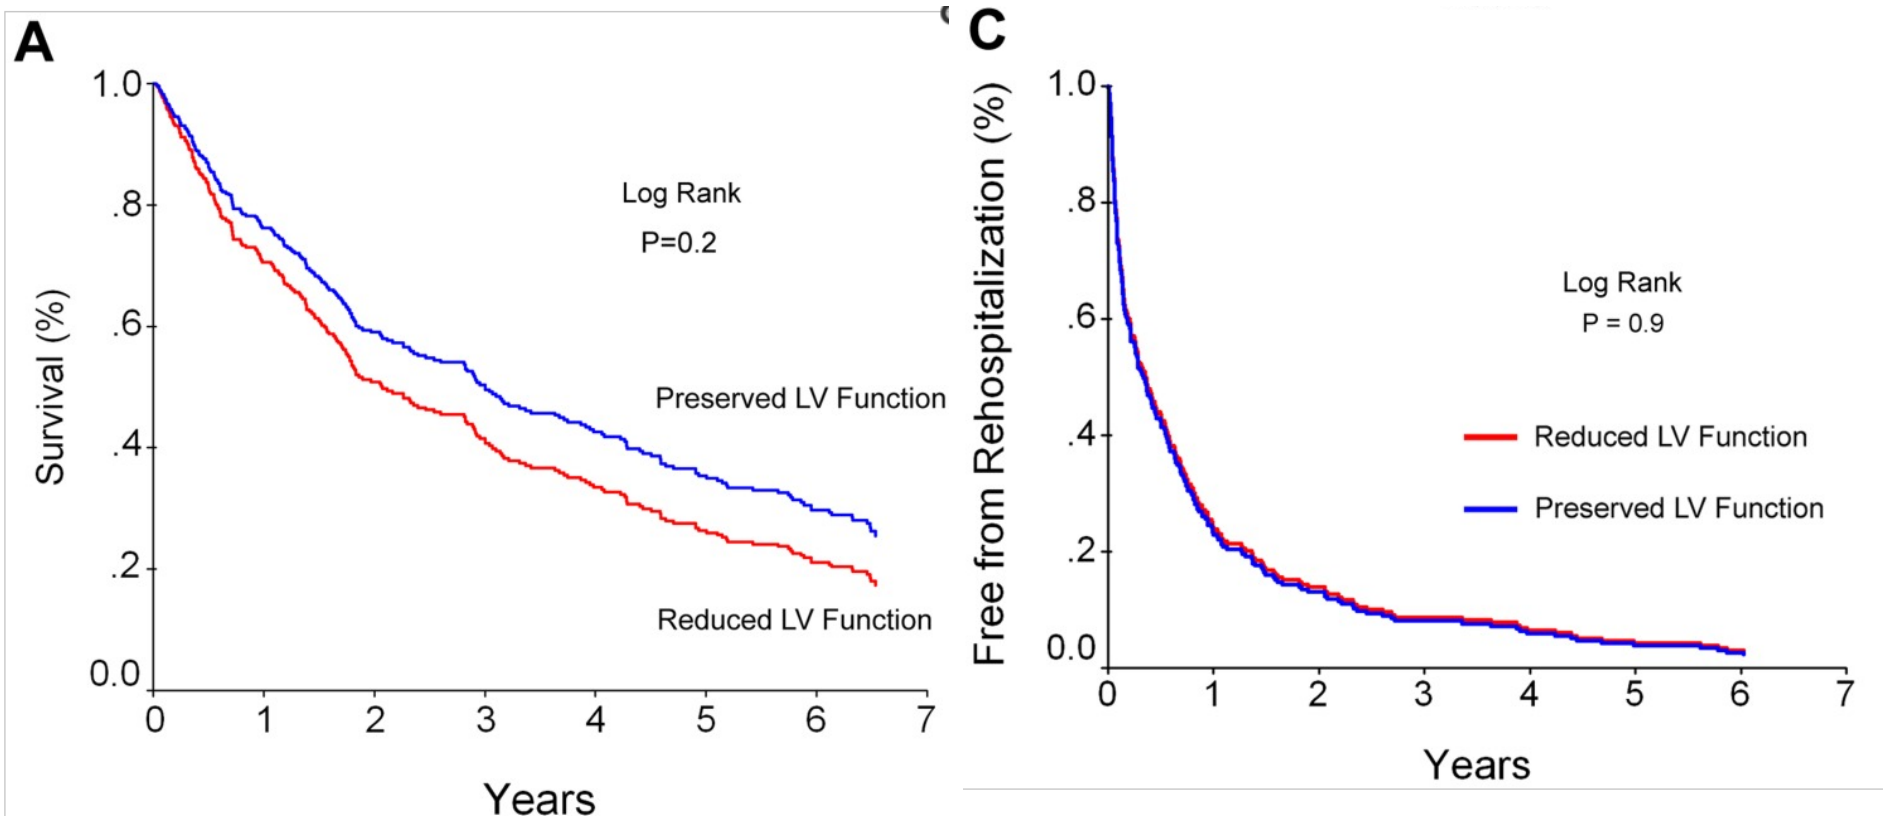 A
1.0
.8
.6
.4
.2
0.0
Survival (%)
Log Rank
P=0.2
Preserved LV Function
Reduced LV Function
0 1 2 3 4 5 6 7
Years
C
1.0
.8
.6
.4
.2
0.0
Free from Rehospitalization (%)
Log Rank
P = 0.9
Reduced LV Function
Preserved LV Function
0 1 2 3 4 5 6 7
Years